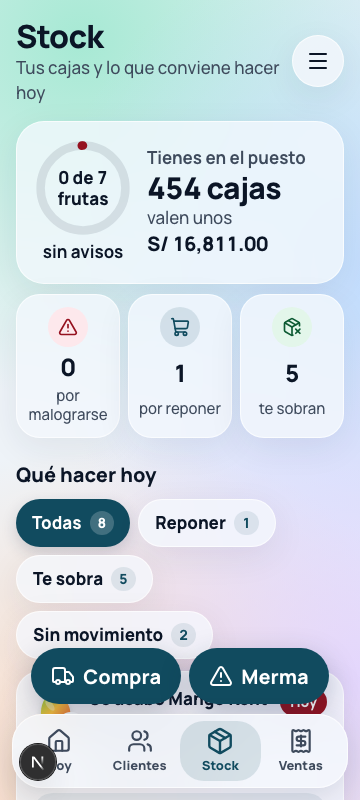 Stock
Tus cajas y lo que conviene hacer
hoy
0 de 7
frutas
sin avisos
Tienes en el puesto
454 cajas
valen unos
S/ 16,811.00
0
por
malograrse
1
por reponer
5
te sobran
Qué hacer hoy
Todas 8
Reponer 1
Te sobra 5
Sin movimiento 2
Compra
Merma
Mango
Hoy
N
Clientes
Stock
Ventas